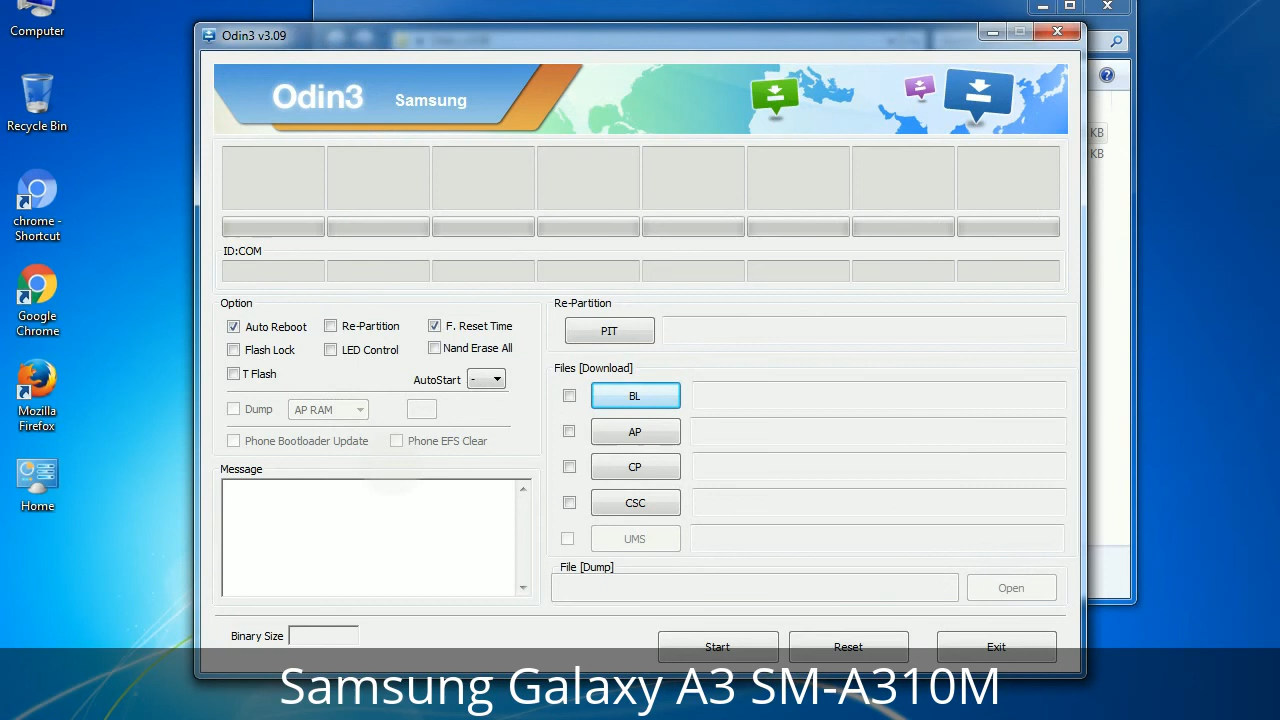 Computer
Recycle Bin
chrome - Shortcut
Google Chrome
Mozilla Firefox
Home
Odin3 v3.09
Odin3 Samsung
KB
KB
ID:COM
Option
Auto Reboot
Re-Partition
F. Reset Time
Flash Lock
LED Control
Nand Erase All
T Flash
AutoStart -
Dump
AP RAM
Phone Bootloader Update
Phone EFS Clear
Message
Re-Partition
PIT
Files [Download]
BL
AP
CP
CSC
UMS
File [Dump]
Open
Binary Size
Start
Reset
Exit
Samsung Galaxy A3 SM-A310M